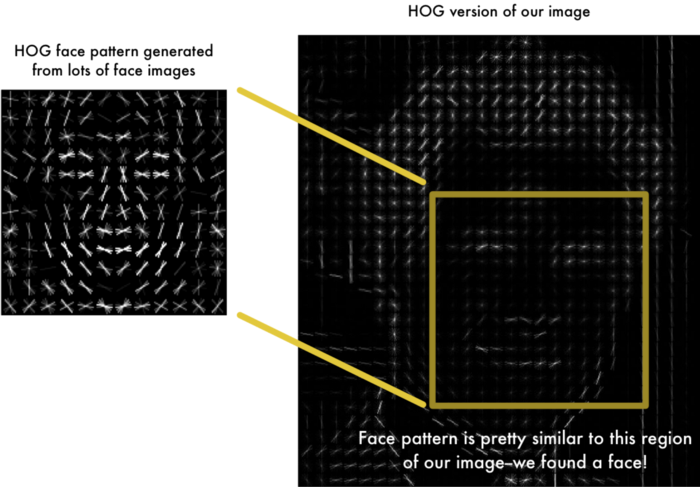 HOG version of our image
HOG face pattern generated
from lots of face images
Face pattern is pretty similar to this region
of our image–we found a face!